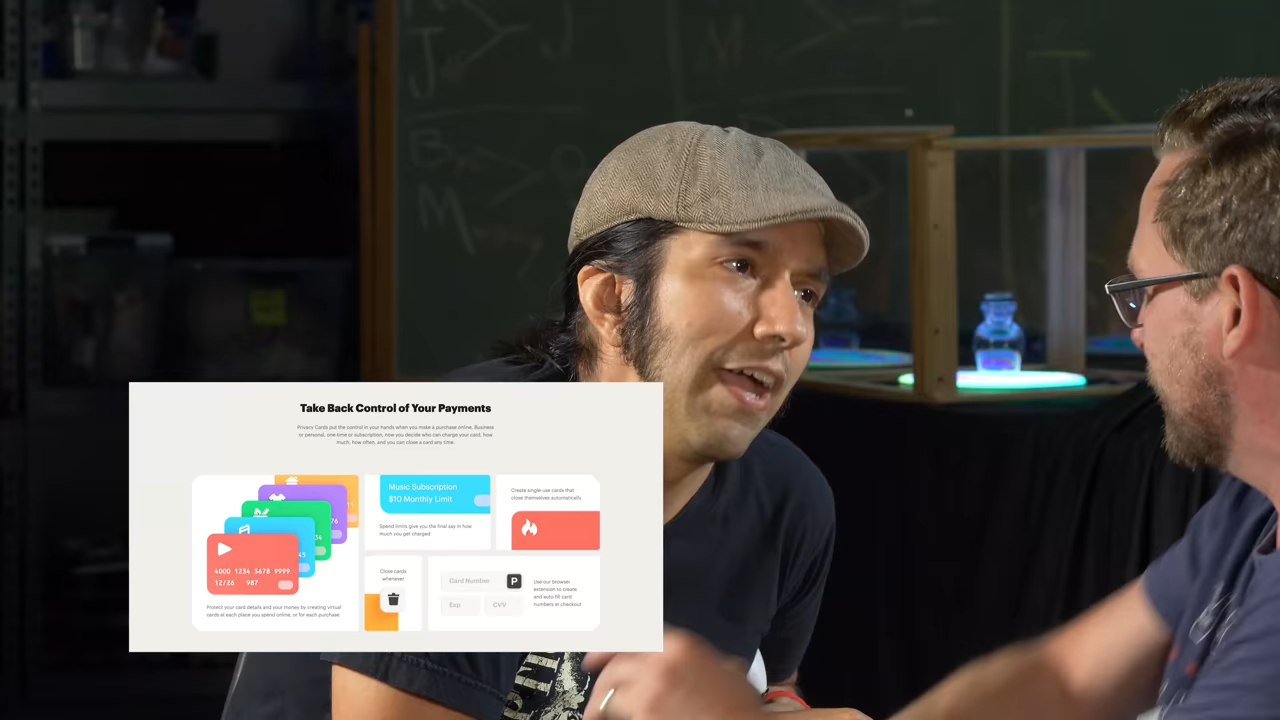 J
J
M
B
O
M
Take Back Control of Your Payments
Privacy Cards put the control in your hands when you make a purchase online. Business
or personal, one-time or subscription, now you decide who can charge your card, how
much, how often, and you can close a card any time.
4000 1234 5678 9999
12/26 987
Protect your card details and your money by creating virtual
cards at each place you spend online, or for each purchase
Music Subscription
$10 Monthly Limit
Spend limits give you the final say in how
much you get charged
Create single-use cards that
close themselves automatically
Close cards
whenever
Card Number
P
Exp
CVV
Use our browser
extension to create
and auto-fill card
numbers at checkout